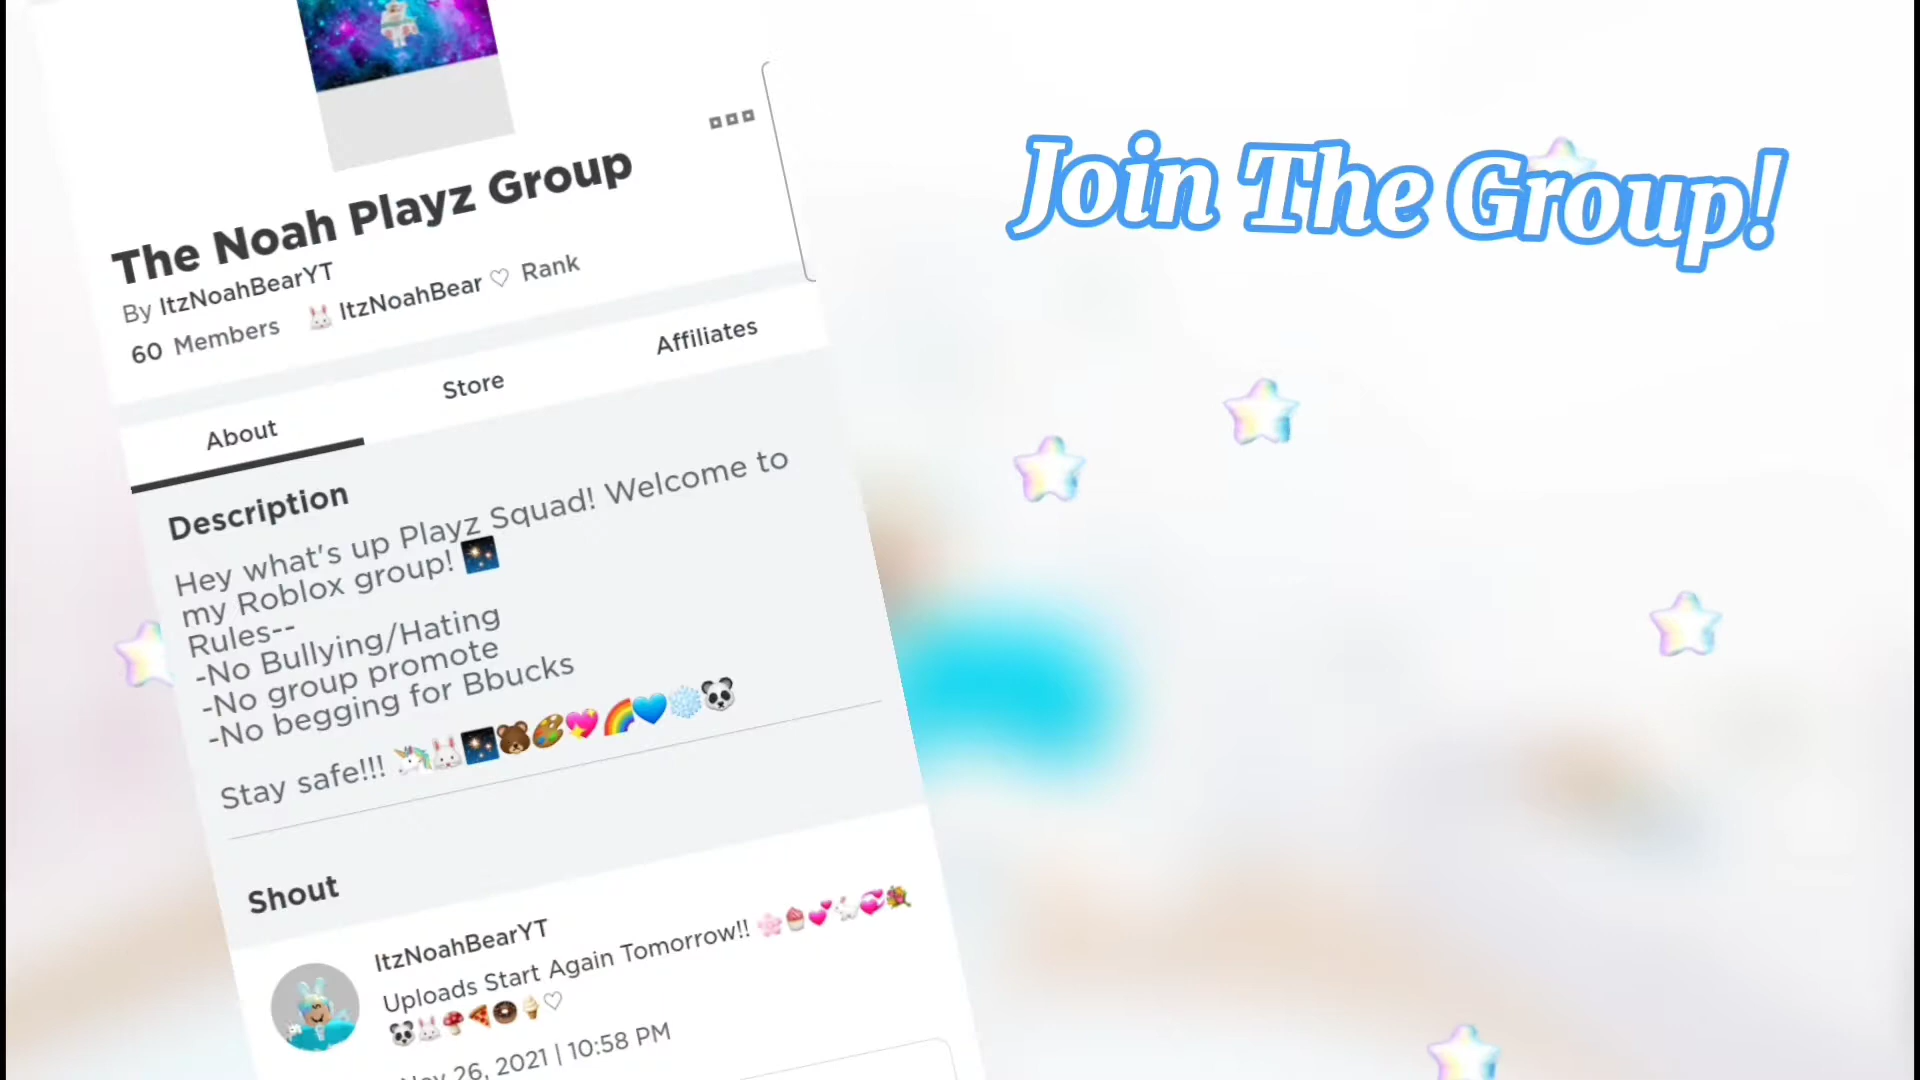 Join The Group!
The Noah Playz Group
By ItzNoahBearYT
60 Members 🐰 ItzNoahBear ♡ Rank
About
Store
Affiliates
Description
Hey what's up Playz Squad! Welcome to
my Roblox group! 🎇
Rules--
-No Bullying/Hating
-No group promote
-No begging for Bbucks
Stay safe!!! 🦄🐰🎇🐻🎨💖🌈💙❄️🐼
Shout
ItzNoahBearYT
Uploads Start Again Tomorrow!! 🌸🧁💕🐇💞💐
🐼🐰🍄🍕🍩🍦♡
26, 2021 | 10:58 PM